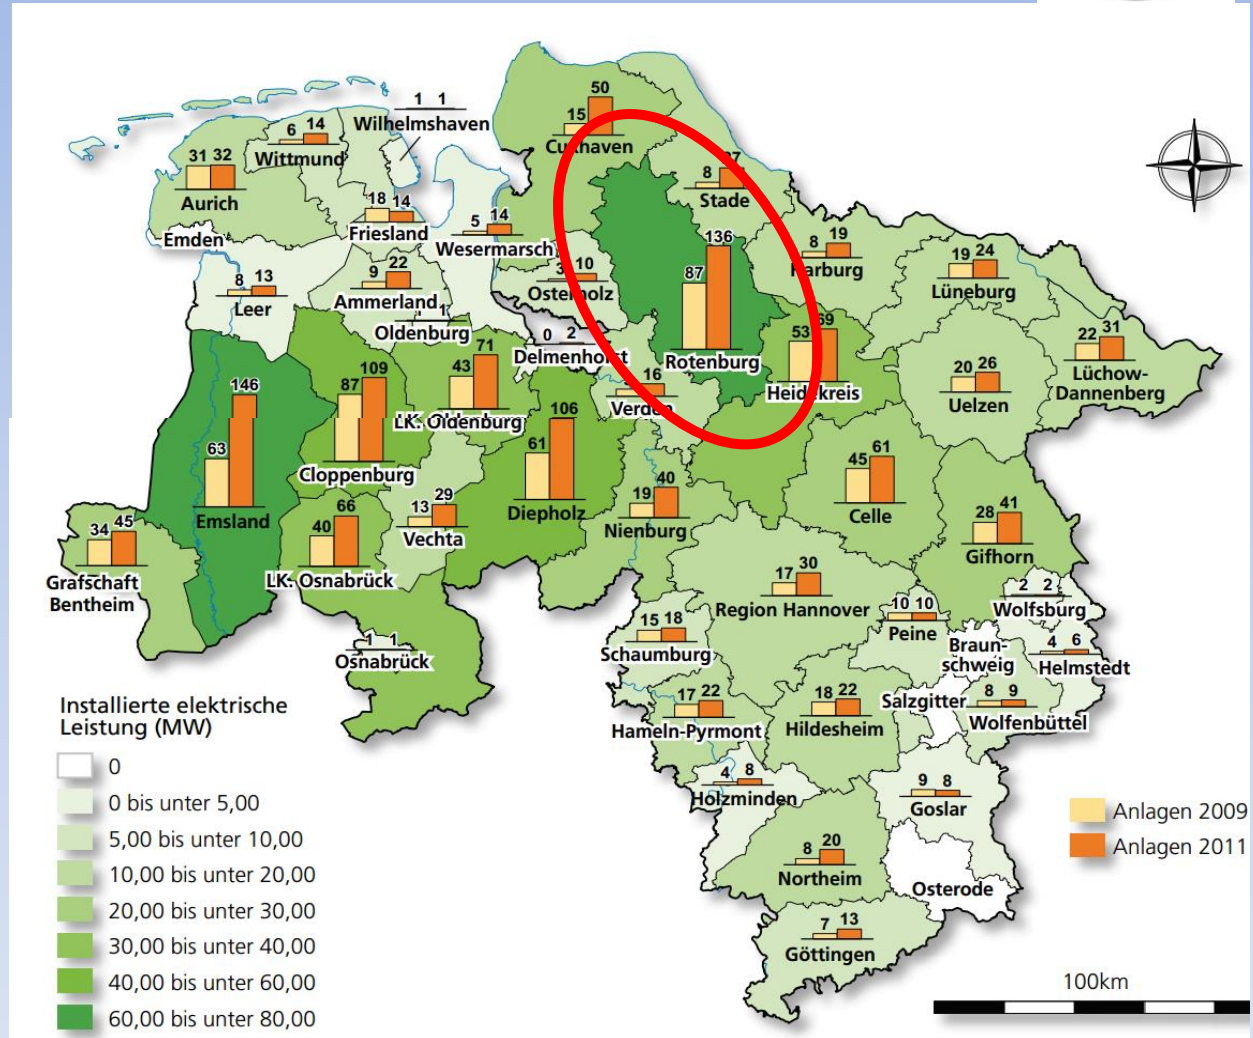 50
15
Cuxhaven
1 1
Wilhelmshaven
6 14
Wittmund
31 32
Aurich
18 14
Friesland
5 14
Wesermarsch
8
Stade
Emden
8 13
Leer
9 22
Ammerland
Oldenburg
10
Osterholz
0 2
Delmenhorst
136
87
Rotenburg
8 19
Harburg
19 24
Lüneburg
53 69
Heidekreis
22 31
Lüchow-
Dannenberg
20 26
Uelzen
16
Verden
146
63
Emsland
109
87
Cloppenburg
71
43
LK. Oldenburg
106
61
Diepholz
13 29
Vechta
40 66
LK. Osnabrück
34 45
Grafschaft
Bentheim
1 1
Osnabrück
19 40
Nienburg
45 61
Celle
28 41
Gifhorn
17 30
Region Hannover
2 2
Wolfsburg
10 10
Peine
Braun-
schweig
4 6
Helmstedt
15 18
Schaumburg
17 22
Hameln-Pyrmont
18 22
Hildesheim
Salzgitter
8 9
Wolfenbüttel
4 8
Holzminden
9 8
Goslar
8 20
Northeim
Osterode
7 13
Göttingen
Installierte elektrische
Leistung (MW)
0
0 bis unter 5,00
5,00 bis unter 10,00
10,00 bis unter 20,00
20,00 bis unter 30,00
30,00 bis unter 40,00
40,00 bis unter 60,00
60,00 bis unter 80,00
Anlagen 2009
Anlagen 2011
100km